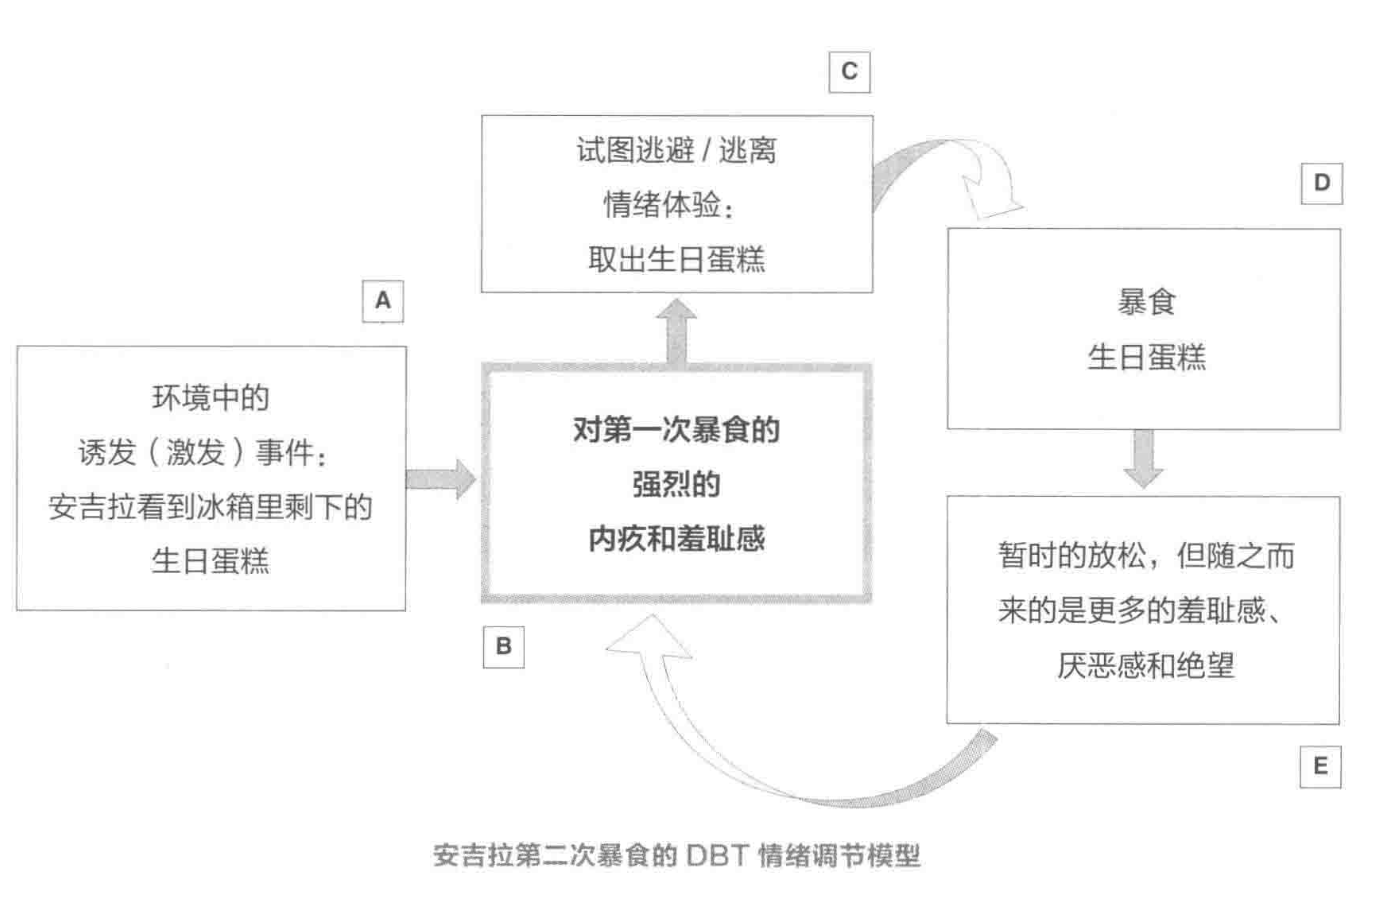 A
环境中的
诱发（激发）事件：
安吉拉看到冰箱里剩下的
生日蛋糕
B
对第一次暴食的
强烈的
内疚和羞耻感
C
试图逃避 / 逃离
情绪体验：
取出生日蛋糕
D
暴食
生日蛋糕
暂时的放松，但随之而
来的是更多的羞耻感、
厌恶感和绝望
E
安吉拉第二次暴食的 DBT 情绪调节模型